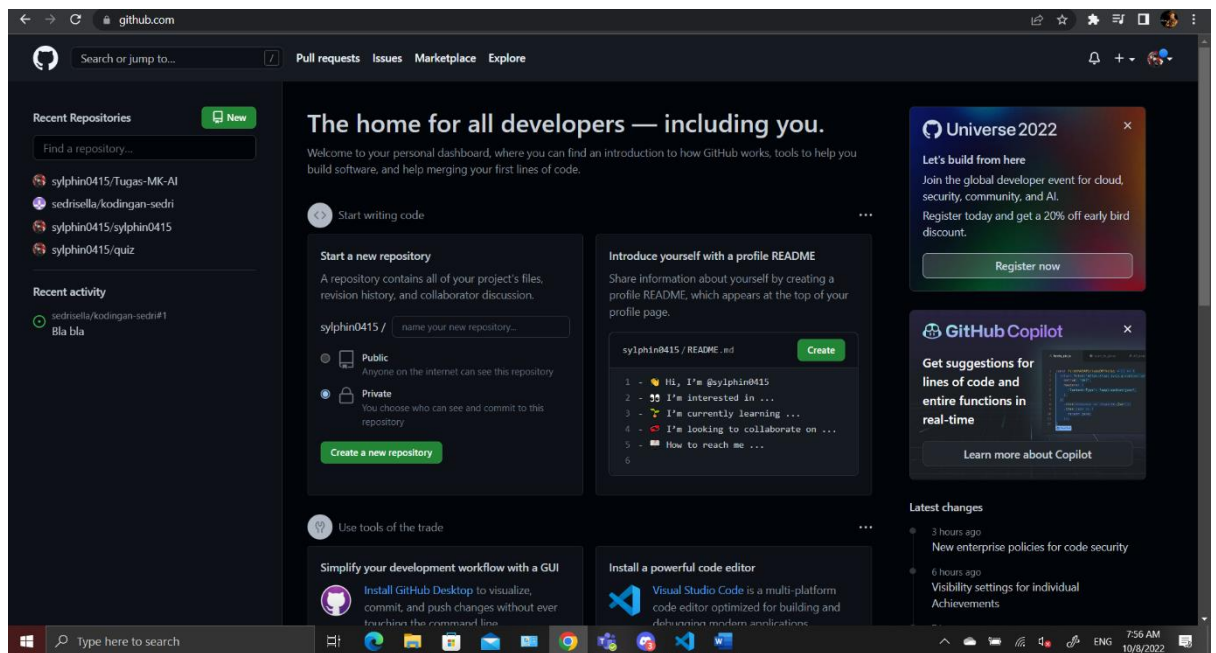 github.com
Search or jump to...
/
Pull requests Issues Marketplace Explore
Recent Repositories
New
Find a repository...
sylphin0415/Tugas-MK-AI
sedrisella/kodingan-sedri
sylphin0415/sylphin0415
sylphin0415/quiz
Recent activity
sedrisella/kodingan-sedri#1
Bla bla
The home for all developers — including you.
Welcome to your personal dashboard, where you can find an introduction to how GitHub works, tools to help you
build software, and help merging your first lines of code.
Start writing code
Start a new repository
A repository contains all of your project's files,
revision history, and collaborator discussion.
sylphin0415 /
name your new repository...
Public
Anyone on the internet can see this repository
Private
You choose who can see and commit to this
repository
Create a new repository
Introduce yourself with a profile README
Share information about yourself by creating a
profile README, which appears at the top of your
profile page.
sylphin0415/README.md
Create
1 - 👋 Hi, I'm @sylphin0415
2 - 👀 I'm interested in ...
3 - 🌱 I'm currently learning ...
4 - 💞️ I'm looking to collaborate on ...
5 - 📫 How to reach me ...
6
Use tools of the trade
Simplify your development workflow with a GUI
Install GitHub Desktop to visualize,
commit, and push changes without ever
touching the command line.
Install a powerful code editor
Visual Studio Code is a multi-platform
code editor optimized for building and
debugging modern applications
Universe 2022
Let's build from here
Join the global developer event for cloud,
security, community, and AI.
Register today and get a 20% off early bird
discount.
Register now
GitHub Copilot
Get suggestions for
lines of code and
entire functions in
real-time
Learn more about Copilot
Latest changes
3 hours ago
New enterprise policies for code security
6 hours ago
Visibility settings for individual
Achievements
Type here to search
ENG
7:56 AM
10/8/2022